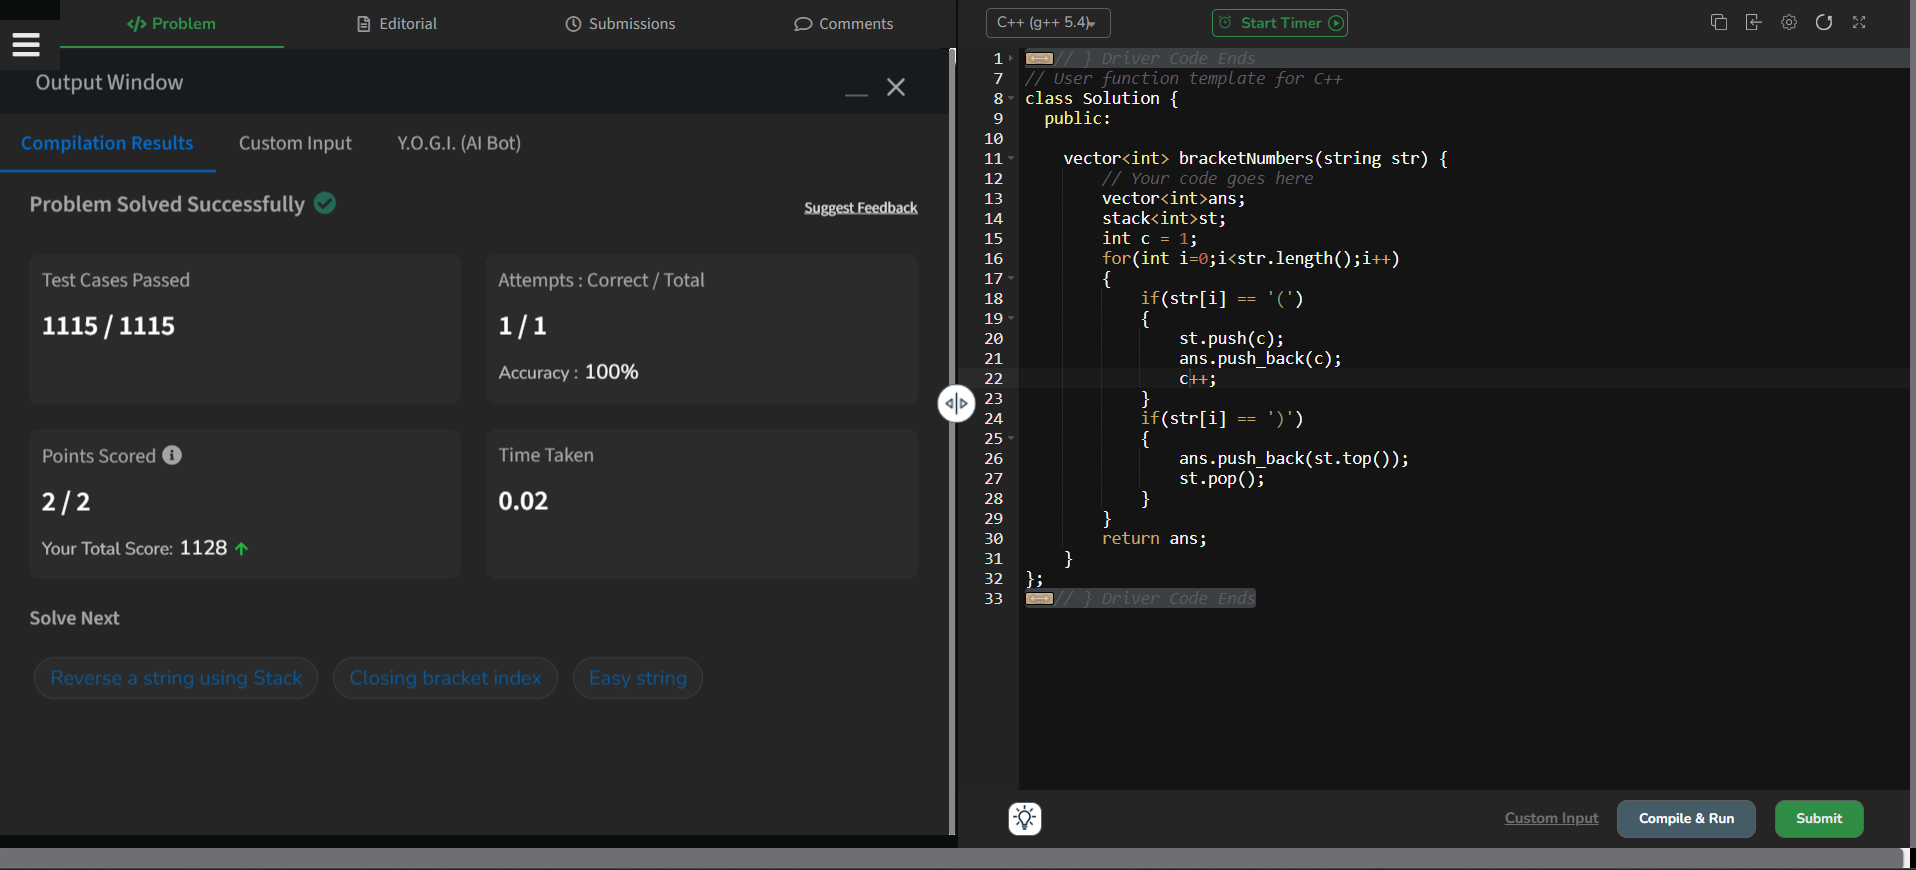 </> Problem
Editorial
Submissions
Comments
Output Window
Compilation Results
Custom Input
Y.O.G.I. (AI Bot)
Problem Solved Successfully
Suggest Feedback
Test Cases Passed
1115 / 1115
Attempts : Correct / Total
1 / 1
Accuracy : 100%
Points Scored
2 / 2
Your Total Score: 1128
Time Taken
0.02
Solve Next
Reverse a string using Stack
Closing bracket index
Easy string
C++ (g++ 5.4)
Start Timer
1 // } Driver Code Ends
7 // User function template for C++
8 class Solution {
9 public:
10
11 vector<int> bracketNumbers(string str) {
12 // Your code goes here
13 vector<int>ans;
14 stack<int>st;
15 int c = 1;
16 for(int i=0;i<str.length();i++)
17 {
18 if(str[i] == '(')
19 {
20 st.push(c);
21 ans.push_back(c);
22 c++;
23 }
24 if(str[i] == ')')
25 {
26 ans.push_back(st.top());
27 st.pop();
28 }
29 }
30 return ans;
31 }
32 };
33 // } Driver Code Ends
Custom Input
Compile & Run
Submit